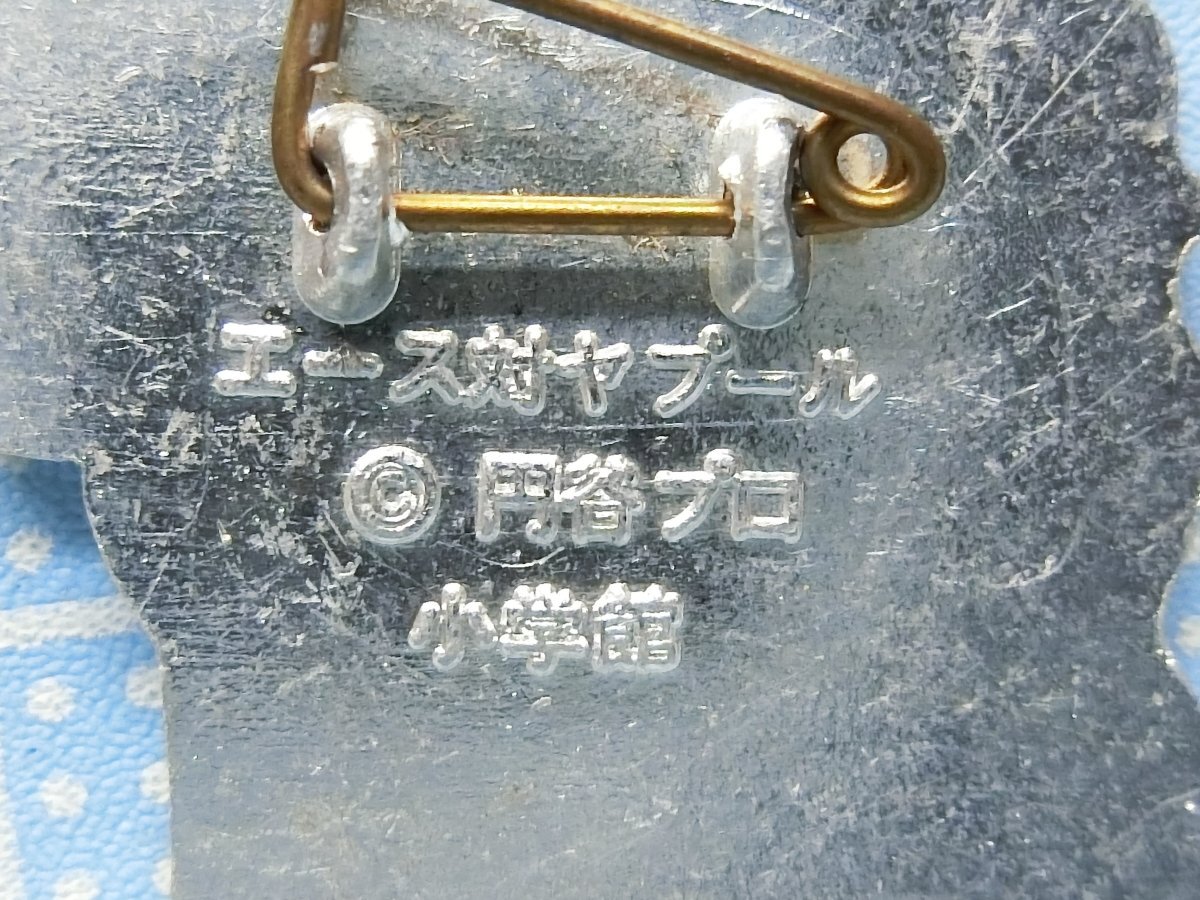 エース対ヤプール
© 円谷プロ
小学館